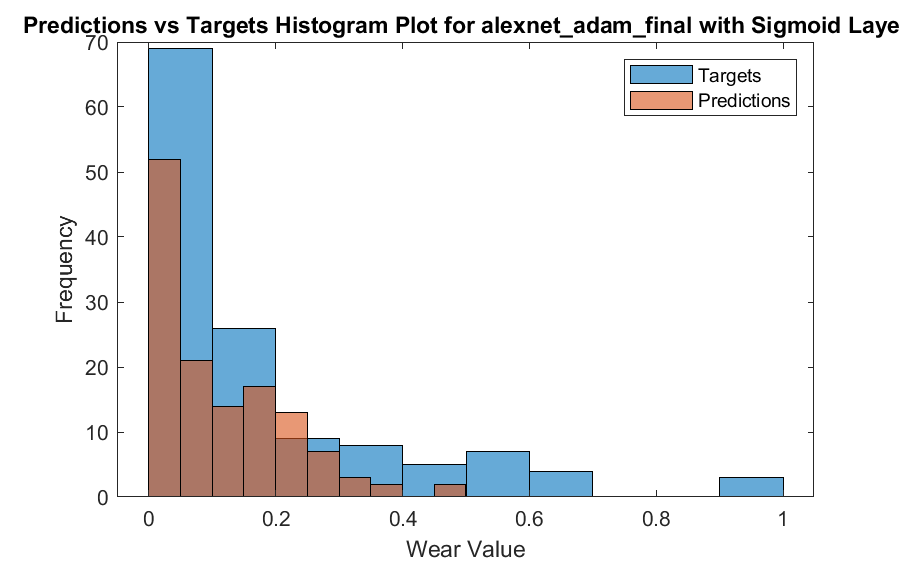 Predictions vs Targets Histogram Plot for alexnet_adam_final with Sigmoid Laye
70
60
50
40
30
20
10
0
Frequency
Targets
Predictions
0 0.2 0.4 0.6 0.8 1
Wear Value